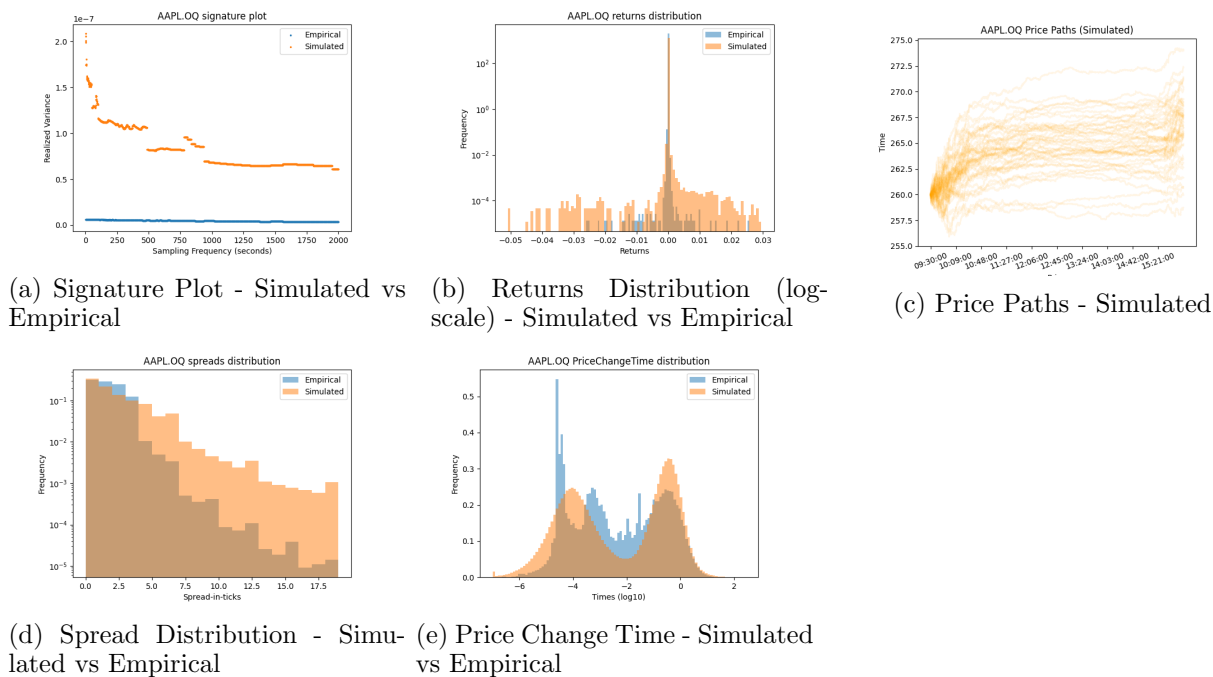 AAPL.OQ signature plot
1e-7
Empirical
Simulated
2.0
1.5
1.0
0.5
0.0
Realized Variance
0 250 500 750 1000 1250 1500 1750 2000
Sampling Frequency (seconds)
(a) Signature Plot - Simulated vs
Empirical
AAPL.OQ returns distribution
Empirical
Simulated
10²
10⁰
10⁻²
10⁻⁴
Frequency
−0.05 −0.04 −0.03 −0.02 −0.01 0.00 0.01 0.02 0.03
Returns
(b) Returns Distribution (log-
scale) - Simulated vs Empirical
AAPL.OQ Price Paths (Simulated)
275.0
272.5
270.0
267.5
265.0
262.5
260.0
257.5
255.0
Time
09:30:00 10:09:00 10:48:00 11:27:00 12:06:00 12:45:00 13:24:00 14:03:00 14:42:00 15:21:00
(c) Price Paths - Simulated
AAPL.OQ spreads distribution
Empirical
Simulated
10⁻¹
10⁻²
10⁻³
10⁻⁴
10⁻⁵
Frequency
0.0 2.5 5.0 7.5 10.0 12.5 15.0 17.5
Spread-in-ticks
(d) Spread Distribution - Simu-
lated vs Empirical
AAPL.OQ PriceChangeTime distribution
Empirical
Simulated
0.5
0.4
0.3
0.2
0.1
0.0
Frequency
−6 −4 −2 0 2
Times (log10)
(e) Price Change Time - Simulated
vs Empirical